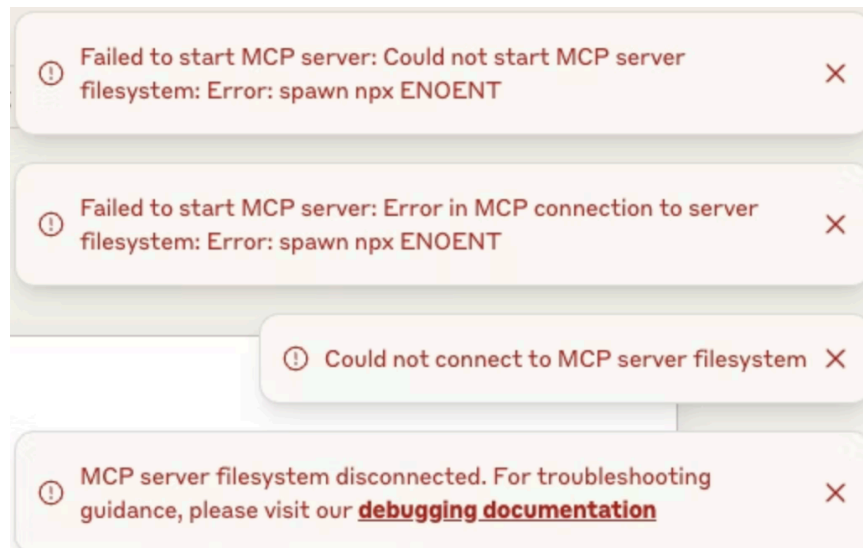 Failed to start MCP server: Could not start MCP server
filesystem: Error: spawn npx ENOENT
Failed to start MCP server: Error in MCP connection to server
filesystem: Error: spawn npx ENOENT
Could not connect to MCP server filesystem
MCP server filesystem disconnected. For troubleshooting
guidance, please visit our debugging documentation